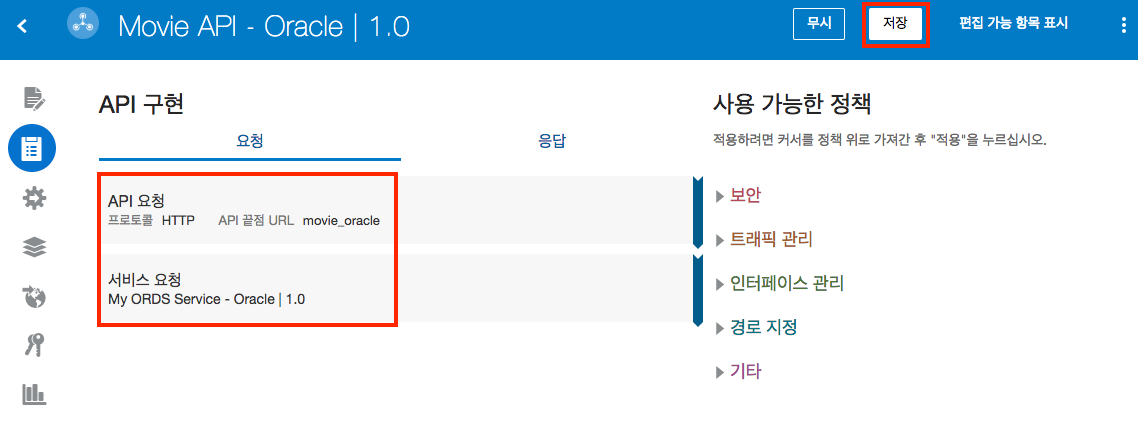 Movie API - Oracle | 1.0
무시
저장
편집 가능 항목 표시
API 구현
요청
응답
API 요청
프로토콜 HTTP API 끝점 URL movie_oracle
서비스 요청
My ORDS Service - Oracle | 1.0
사용 가능한 정책
적용하려면 커서를 정책 위로 가져간 후 "적용"을 누르십시오.
보안
트래픽 관리
인터페이스 관리
경로 지정
기타